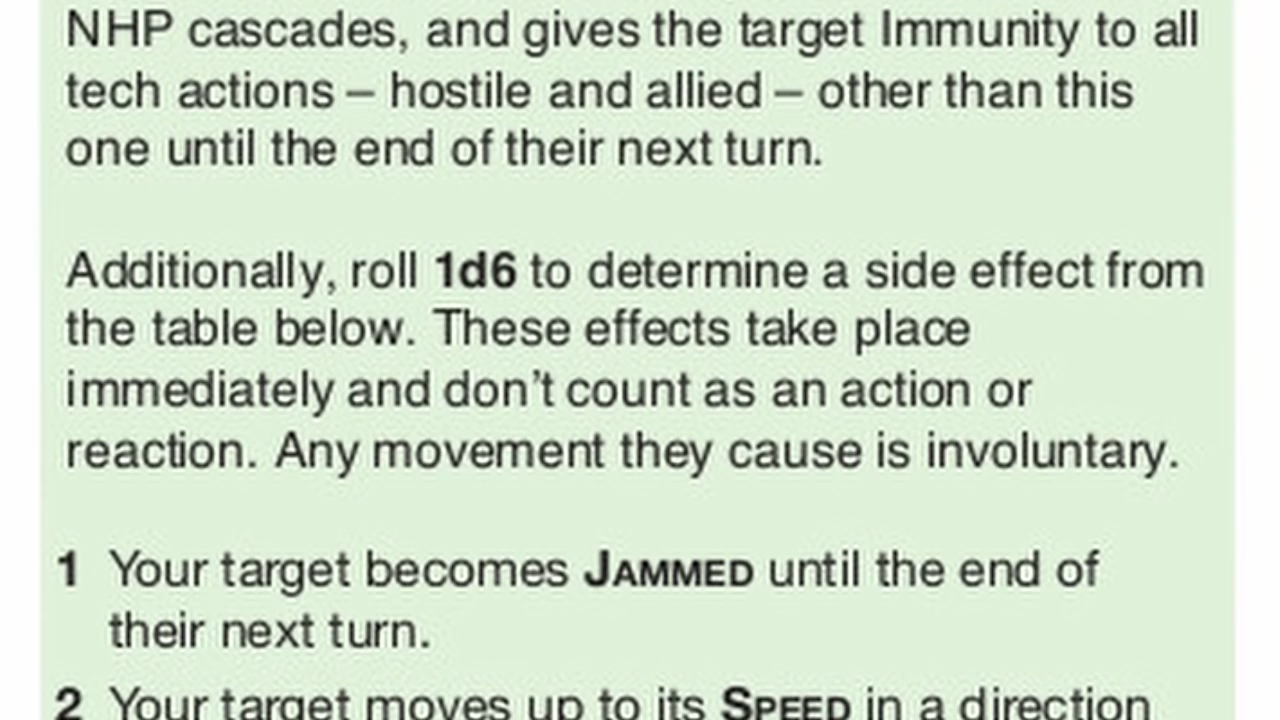 NHP cascades, and gives the target Immunity to all
tech actions – hostile and allied – other than this
one until the end of their next turn.
Additionally, roll 1d6 to determine a side effect from
the table below. These effects take place
immediately and don’t count as an action or
reaction. Any movement they cause is involuntary.
1 Your target becomes JAMMED until the end of
their next turn.
2 Your target moves up to its SPEED in a direction